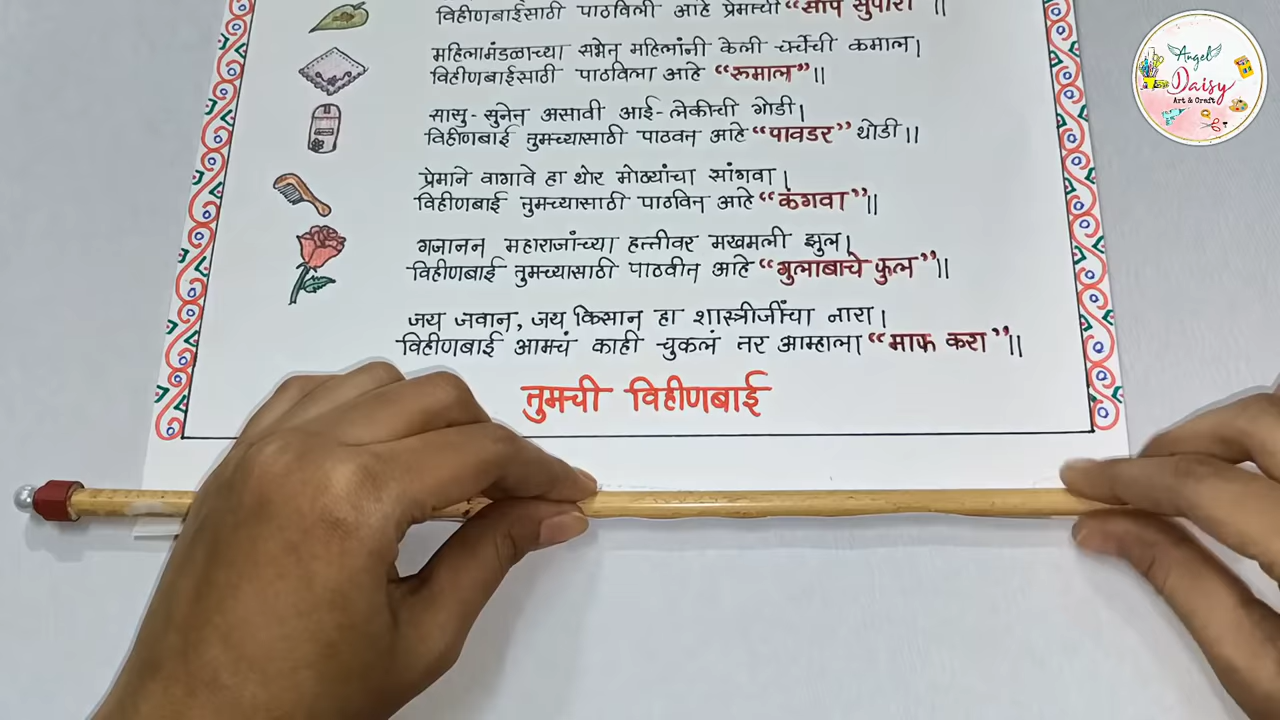 विहीणबाईसाठी पाठविली आहे प्रेमाची “सोप सुपारी” ||
महिलामंडळाच्या सभेत महिलांनी केली चर्चेची कमाल|
विहीणबाईसाठी पाठविला आहे “रुमाल”||
सासु-सुनेत असावी आई-लेकीची गोडी|
विहीणबाई तुमच्यासाठी पाठवत आहे “पावडर” थोडी||
प्रेमाने वागावे हा थोर मोठ्यांचा सांगवा|
विहीणबाई तुमच्यासाठी पाठवित आहे “कंगवा”||
गजानन महाराजांच्या हत्तीवर मखमली झुल|
विहीणबाई तुमच्यासाठी पाठवीत आहे “गुलाबाचे फुल”||
जय जवान, जय किसान हा शास्त्रीजींचा नारा|
विहीणबाई आमचं काही चुकलं तर आम्हाला “माफ करा”||
तुमची विहीणबाई
Angel
Daisy
Art & Craft